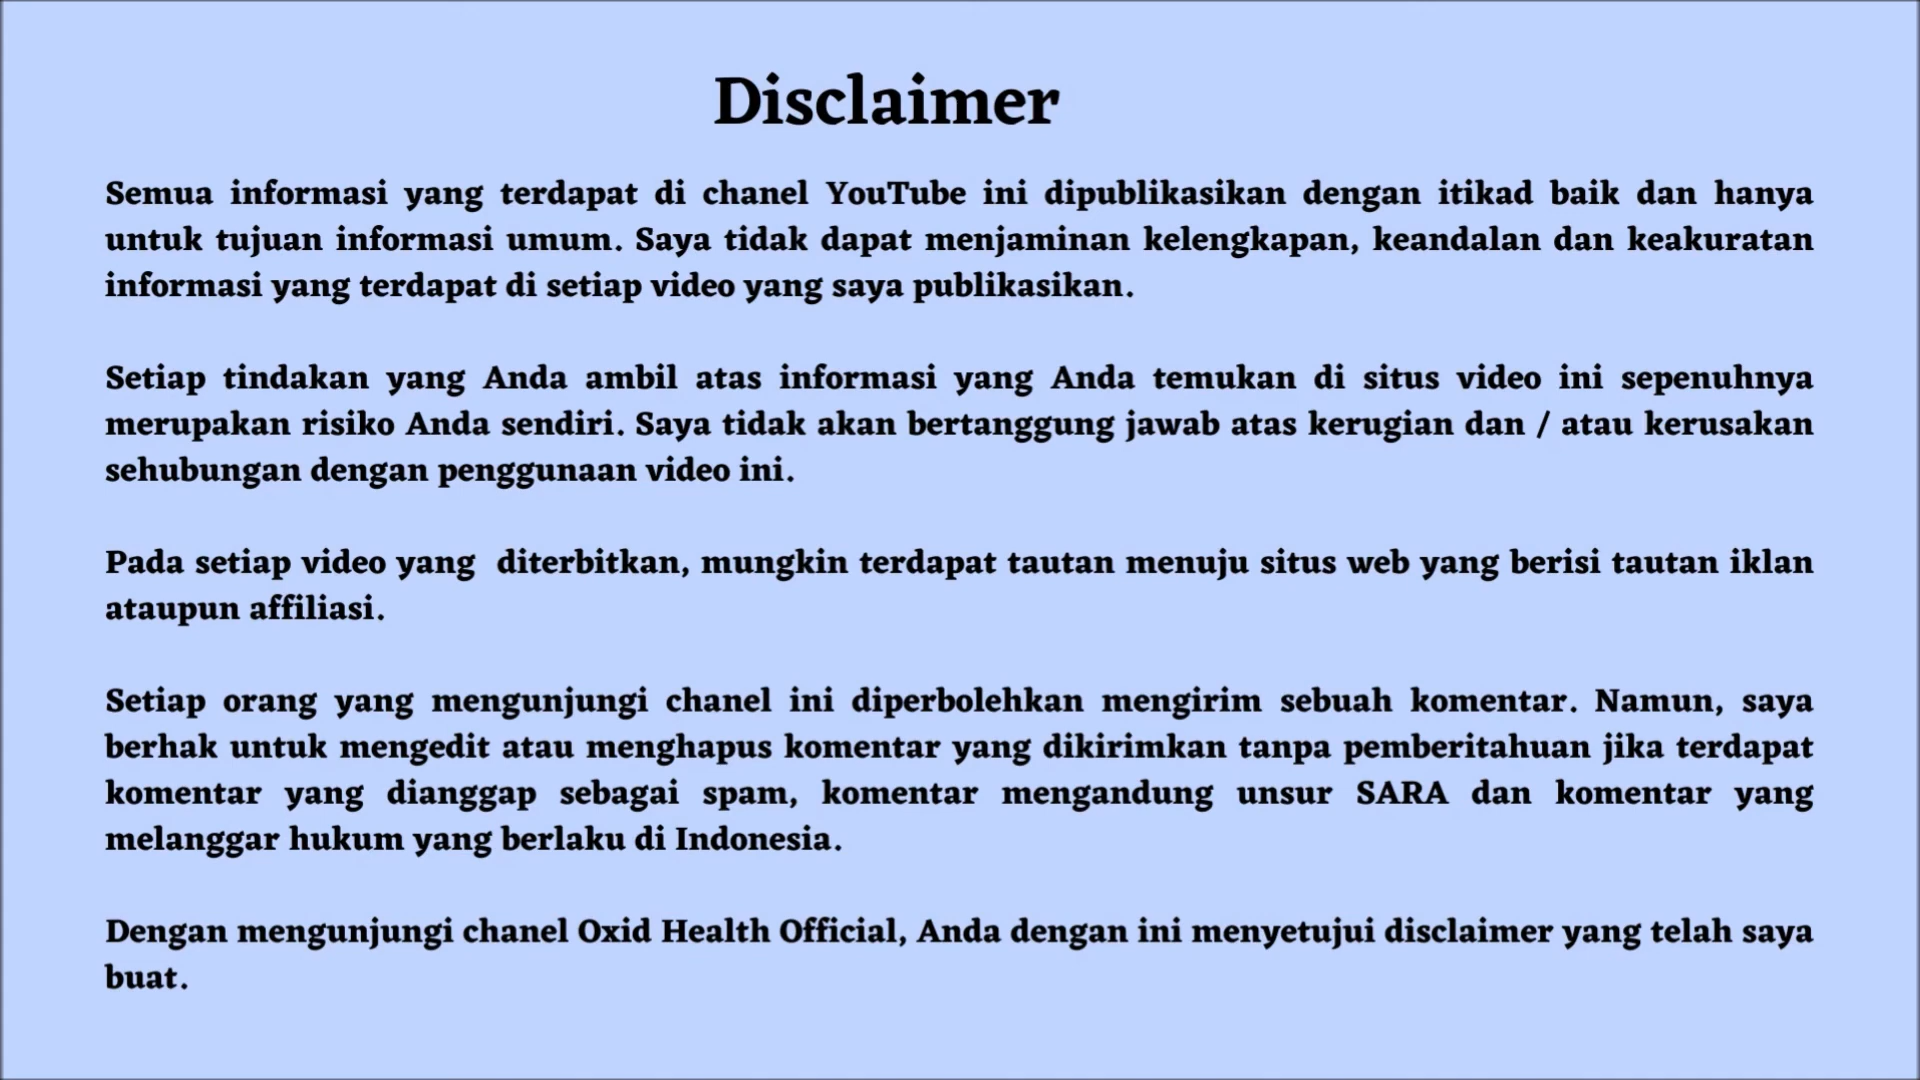 Disclaimer
Semua informasi yang terdapat di chanel YouTube ini dipublikasikan dengan itikad baik dan hanya
untuk tujuan informasi umum. Saya tidak dapat menjaminan kelengkapan, keandalan dan keakuratan
informasi yang terdapat di setiap video yang saya publikasikan.
Setiap tindakan yang Anda ambil atas informasi yang Anda temukan di situs video ini sepenuhnya
merupakan risiko Anda sendiri. Saya tidak akan bertanggung jawab atas kerugian dan / atau kerusakan
sehubungan dengan penggunaan video ini.
Pada setiap video yang diterbitkan, mungkin terdapat tautan menuju situs web yang berisi tautan iklan
ataupun affiliasi.
Setiap orang yang mengunjungi chanel ini diperbolehkan mengirim sebuah komentar. Namun, saya
berhak untuk mengedit atau menghapus komentar yang dikirimkan tanpa pemberitahuan jika terdapat
komentar yang dianggap sebagai spam, komentar mengandung unsur SARA dan komentar yang
melanggar hukum yang berlaku di Indonesia.
Dengan mengunjungi chanel Oxid Health Official, Anda dengan ini menyetujui disclaimer yang telah saya
buat.